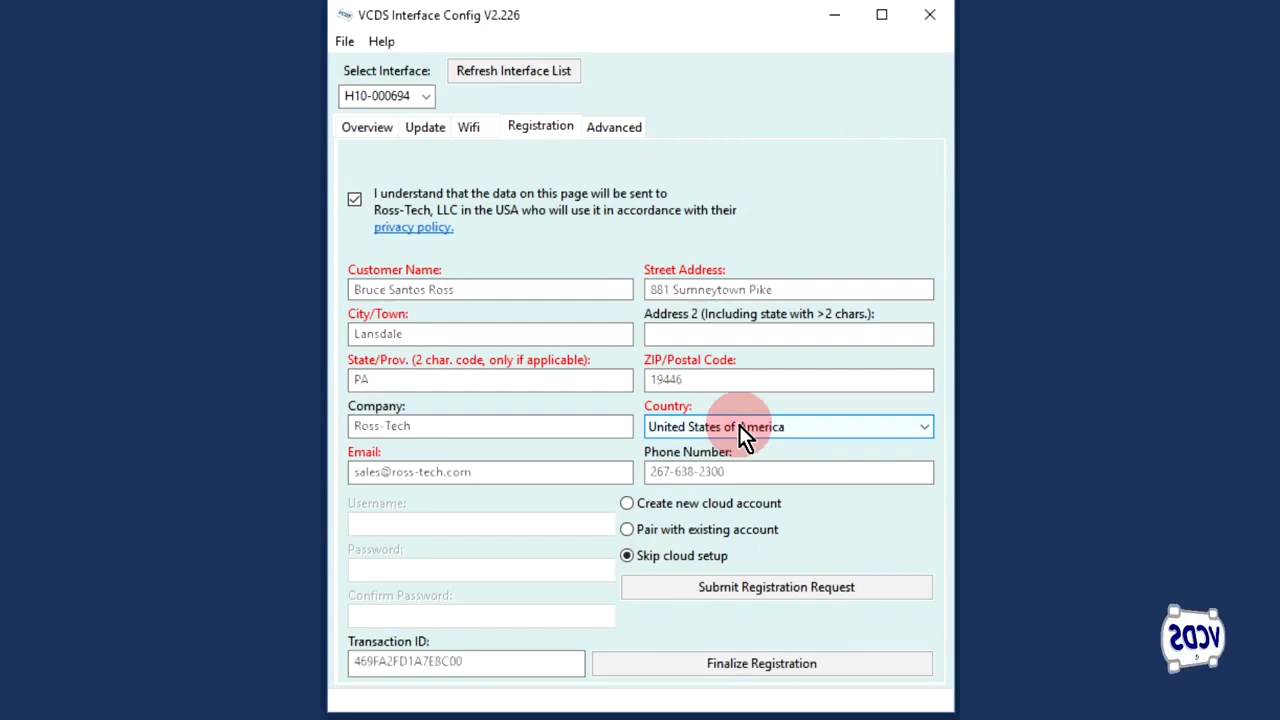 VCDS Interface Config V2.226
File Help
Select Interface: Refresh Interface List
H10-000694
Overview Update Wifi Registration Advanced
I understand that the data on this page will be sent to
Ross-Tech, LLC in the USA who will use it in accordance with their
privacy policy.
Customer Name: Street Address:
Bruce Santos Ross 881 Sumneytown Pike
City/Town: Address 2 (Including state with >2 chars.):
Lansdale
State/Prov. (2 char. code, only if applicable): ZIP/Postal Code:
PA 19446
Company: Country:
Ross-Tech United States of America
Email: Phone Number:
sales@ross-tech.com 267-638-2300
Username: Create new cloud account
Pair with existing account
Password: Skip cloud setup
Submit Registration Request
Confirm Password:
Transaction ID:
469FA2FD1A7E8C00 Finalize Registration
VCDS